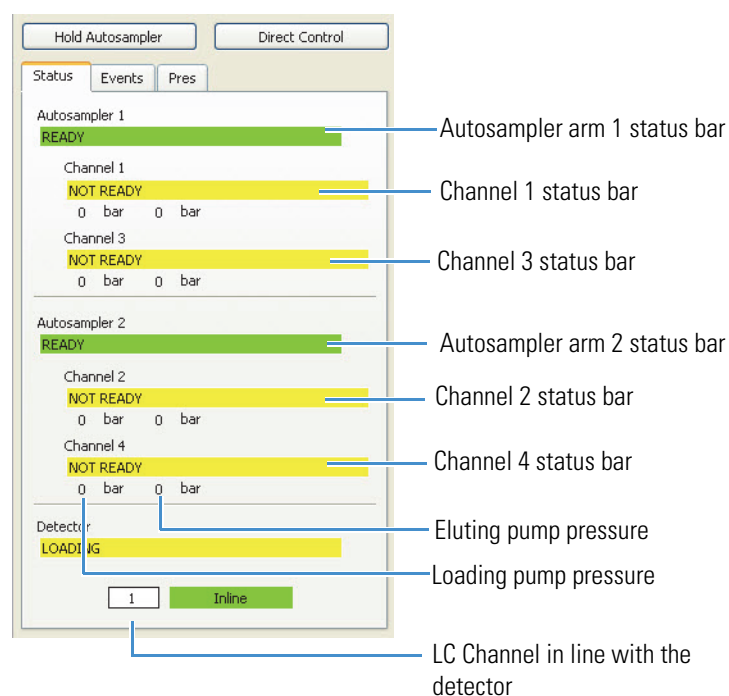 Hold Autosampler Direct Control
Status Events Pres
Autosampler 1
READY
Autosampler arm 1 status bar
Channel 1
NOT READY
Channel 1 status bar
0 bar 0 bar
Channel 3
NOT READY
Channel 3 status bar
0 bar 0 bar
Autosampler 2
READY
Autosampler arm 2 status bar
Channel 2
NOT READY
Channel 2 status bar
0 bar 0 bar
Channel 4
NOT READY
Channel 4 status bar
0 bar 0 bar
Eluting pump pressure
Detector
LOADING
Loading pump pressure
1 Inline
LC Channel in line with the
detector